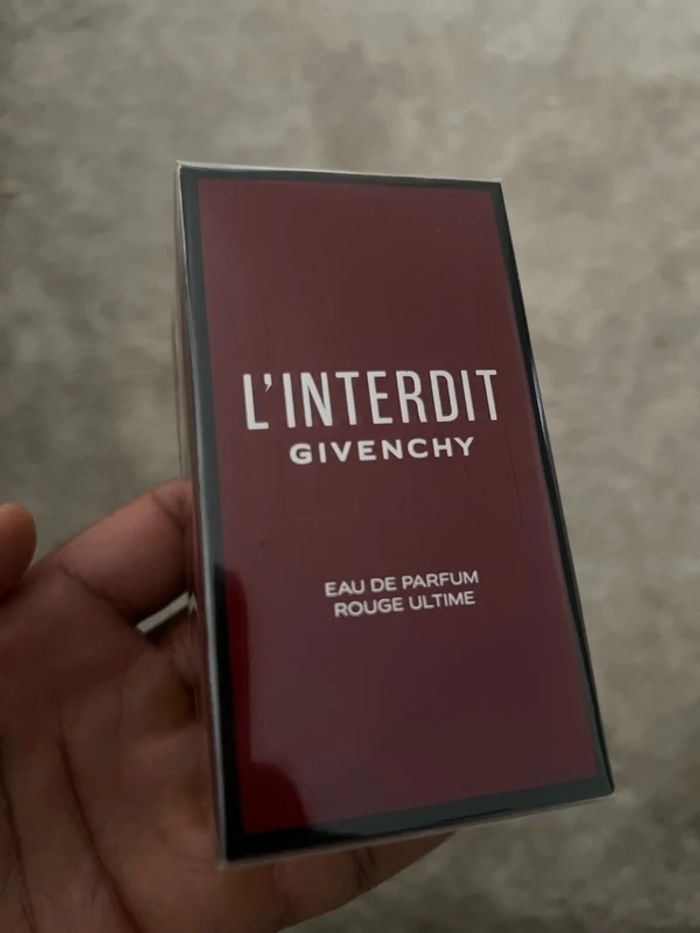 L'INTERDIT
GIVENCHY
EAU DE PARFUM
ROUGE ULTIME